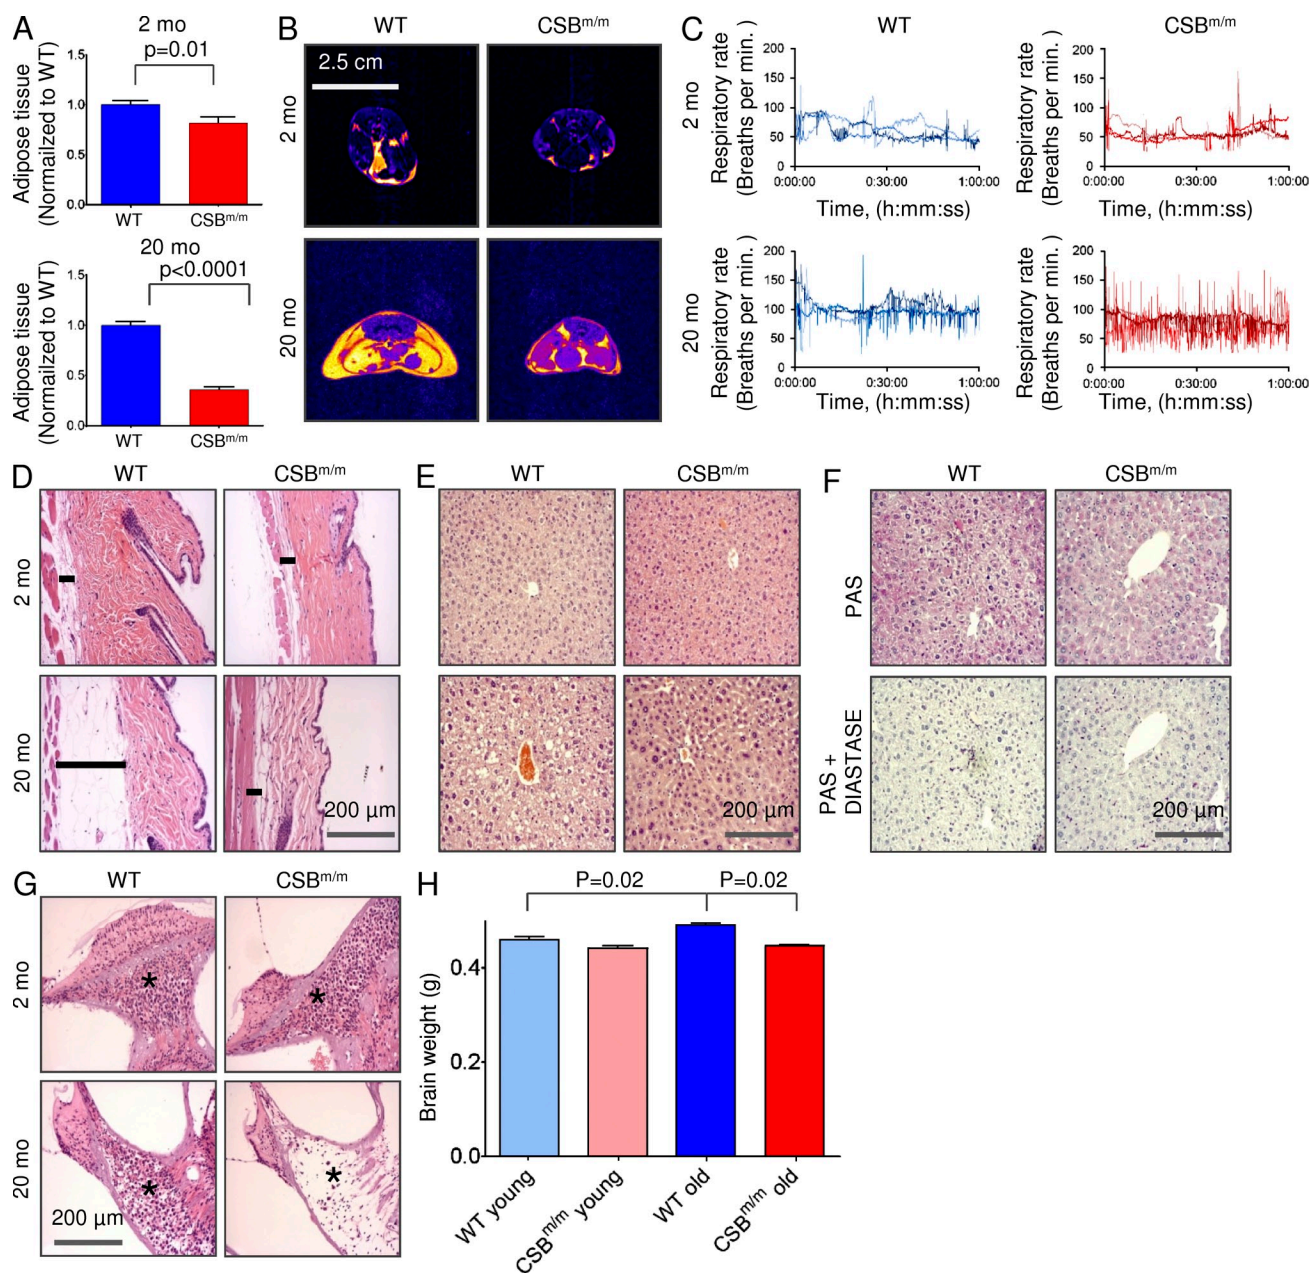 A
2 mo
p=0.01
Adipose tissue
(Normalized to WT)
1.5
1.0
0.5
0.0
WT
CSBm/m
20 mo
p<0.0001
Adipose tissue
(Normalized to WT)
1.5
1.0
0.5
0.0
WT
CSBm/m
B
WT
CSBm/m
2 mo
2.5 cm
20 mo
C
WT
CSBm/m
2 mo
Respiratory rate
(Breaths per min. )
200
150
100
50
0
0:00:00
0:30:00
1:00:00
Time, (h:mm:ss)
Respiratory rate
(Breaths per min. )
200
150
100
50
0
0:00:00
0:30:00
1:00:00
Time, (h:mm:ss)
20 mo
Respiratory rate
(Breaths per min. )
200
150
100
50
0
0:00:00
0:30:00
1:00:00
Time, (h:mm:ss)
Respiratory rate
(Breaths per min. )
200
150
100
50
0
0:00:00
0:30:00
1:00:00
Time, (h:mm:ss)
D
WT
CSBm/m
2 mo
20 mo
200 µm
E
WT
CSBm/m
200 µm
F
WT
CSBm/m
PAS
PAS +
DIASTASE
200 µm
G
WT
CSBm/m
2 mo
*
*
20 mo
*
*
200 µm
H
P=0.02
P=0.02
Brain weight (g)
0.4
0.2
0.0
WT young
CSBm/m young
WT old
CSBm/m old